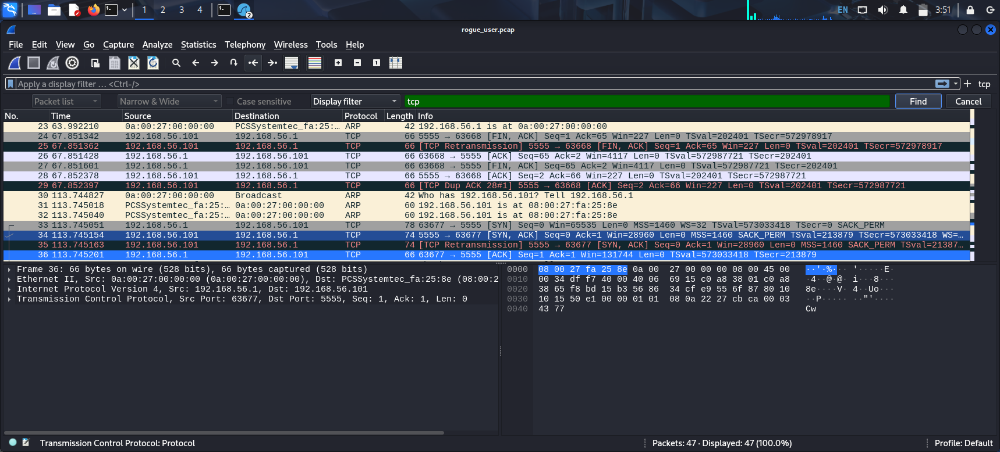 1 2 3 4 2 EN 3:51
rogue_user.pcap
File Edit View Go Capture Analyze Statistics Telephony Wireless Tools Help
Apply a display filter … <Ctrl-/> + tcp
Packet list Narrow & Wide Case sensitive Display filter tcp Find Cancel
No. Time Source Destination Protocol Length Info
23 63.992210 0a:00:27:00:00:00 PCSSystemtec_fa:25:… ARP 42 192.168.56.1 is at 0a:00:27:00:00:00
24 67.851342 192.168.56.101 192.168.56.1 TCP 66 5555 → 63668 [FIN, ACK] Seq=1 Ack=65 Win=227 Len=0 TSval=202401 TSecr=572978917
25 67.851362 192.168.56.101 192.168.56.1 TCP 66 [TCP Retransmission] 5555 → 63668 [FIN, ACK] Seq=1 Ack=65 Win=227 Len=0 TSval=202401 TSecr=572978917
26 67.851428 192.168.56.1 192.168.56.101 TCP 66 63668 → 5555 [ACK] Seq=65 Ack=2 Win=4117 Len=0 TSval=572987721 TSecr=202401
27 67.851601 192.168.56.1 192.168.56.101 TCP 66 63668 → 5555 [FIN, ACK] Seq=65 Ack=2 Win=4117 Len=0 TSval=572987721 TSecr=202401
28 67.852378 192.168.56.101 192.168.56.1 TCP 66 5555 → 63668 [ACK] Seq=2 Ack=66 Win=227 Len=0 TSval=202401 TSecr=572987721
29 67.852397 192.168.56.101 192.168.56.1 TCP 66 [TCP Dup ACK 28#1] 5555 → 63668 [ACK] Seq=2 Ack=66 Win=227 Len=0 TSval=202401 TSecr=572987721
30 113.744827 0a:00:27:00:00:00 Broadcast ARP 42 Who has 192.168.56.101? Tell 192.168.56.1
31 113.745018 PCSSystemtec_fa:25:… 0a:00:27:00:00:00 ARP 60 192.168.56.101 is at 08:00:27:fa:25:8e
32 113.745040 PCSSystemtec_fa:25:… 0a:00:27:00:00:00 ARP 60 192.168.56.101 is at 08:00:27:fa:25:8e
33 113.745051 192.168.56.1 192.168.56.101 TCP 78 63677 → 5555 [SYN] Seq=0 Win=65535 Len=0 MSS=1460 WS=32 TSval=573033418 TSecr=0 SACK_PERM
34 113.745154 192.168.56.101 192.168.56.1 TCP 74 5555 → 63677 [SYN, ACK] Seq=0 Ack=1 Win=28960 Len=0 MSS=1460 SACK_PERM TSval=213879 TSecr=573033418 WS=…
35 113.745163 192.168.56.101 192.168.56.1 TCP 74 [TCP Retransmission] 5555 → 63677 [SYN, ACK] Seq=0 Ack=1 Win=28960 Len=0 MSS=1460 SACK_PERM TSval=21387…
36 113.745201 192.168.56.1 192.168.56.101 TCP 66 63677 → 5555 [ACK] Seq=1 Ack=1 Win=131744 Len=0 TSval=573033418 TSecr=213879
Frame 36: 66 bytes on wire (528 bits), 66 bytes captured (528 bits)
Ethernet II, Src: 0a:00:27:00:00:00 (0a:00:27:00:00:00), Dst: PCSSystemtec_fa:25:8e (08:00:2
Internet Protocol Version 4, Src: 192.168.56.1, Dst: 192.168.56.101
Transmission Control Protocol, Src Port: 63677, Dst Port: 5555, Seq: 1, Ack: 1, Len: 0
0000 08 00 27 fa 25 8e 0a 00 27 00 00 00 08 00 45 00 ··'·%··· '·····E·
0010 00 34 df f7 40 00 40 06 69 15 c0 a8 38 01 c0 a8 ·4··@·@· i···8···
0020 38 65 f8 bd 15 b3 56 86 34 cf e9 55 6f 87 80 10 8e····V· 4··Uo···
0030 10 15 50 e1 00 00 01 01 08 0a 22 27 cb ca 00 03 ··P····· ··"'····
0040 43 77 Cw
Transmission Control Protocol: Protocol Packets: 47 · Displayed: 47 (100.0%) Profile: Default